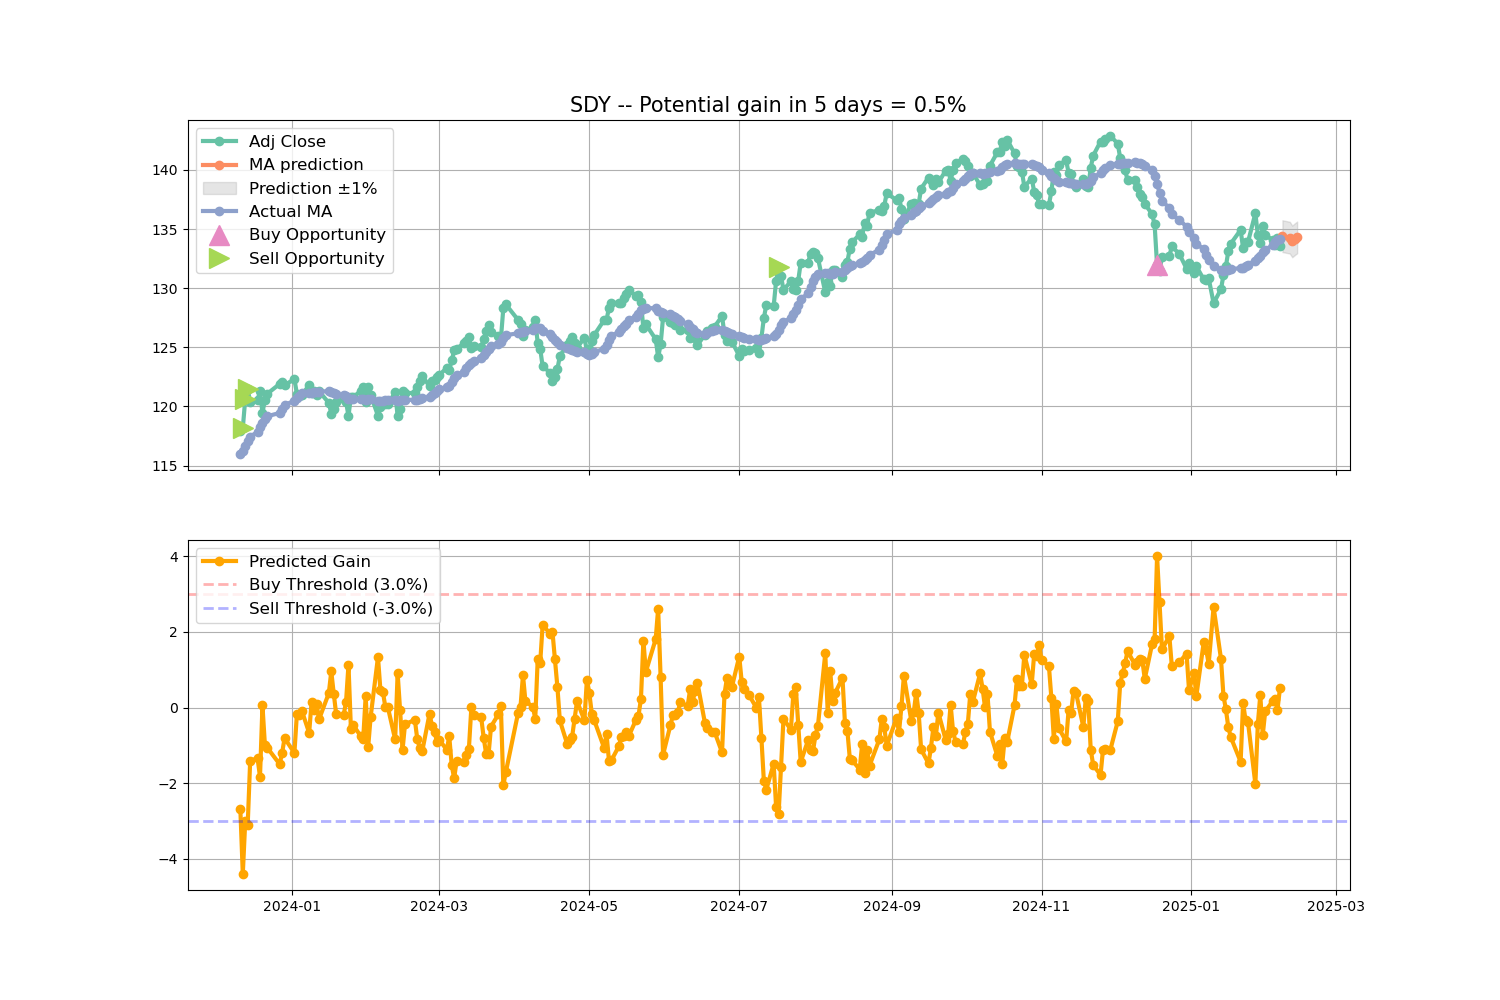 SDY -- Potential gain in 5 days = 0.5%
Adj Close
MA prediction
Prediction ±1%
Actual MA
Buy Opportunity
Sell Opportunity
140
135
130
125
120
115
Predicted Gain
Buy Threshold (3.0%)
Sell Threshold (-3.0%)
4
2
0
−2
−4
2024-01
2024-03
2024-05
2024-07
2024-09
2024-11
2025-01
2025-03